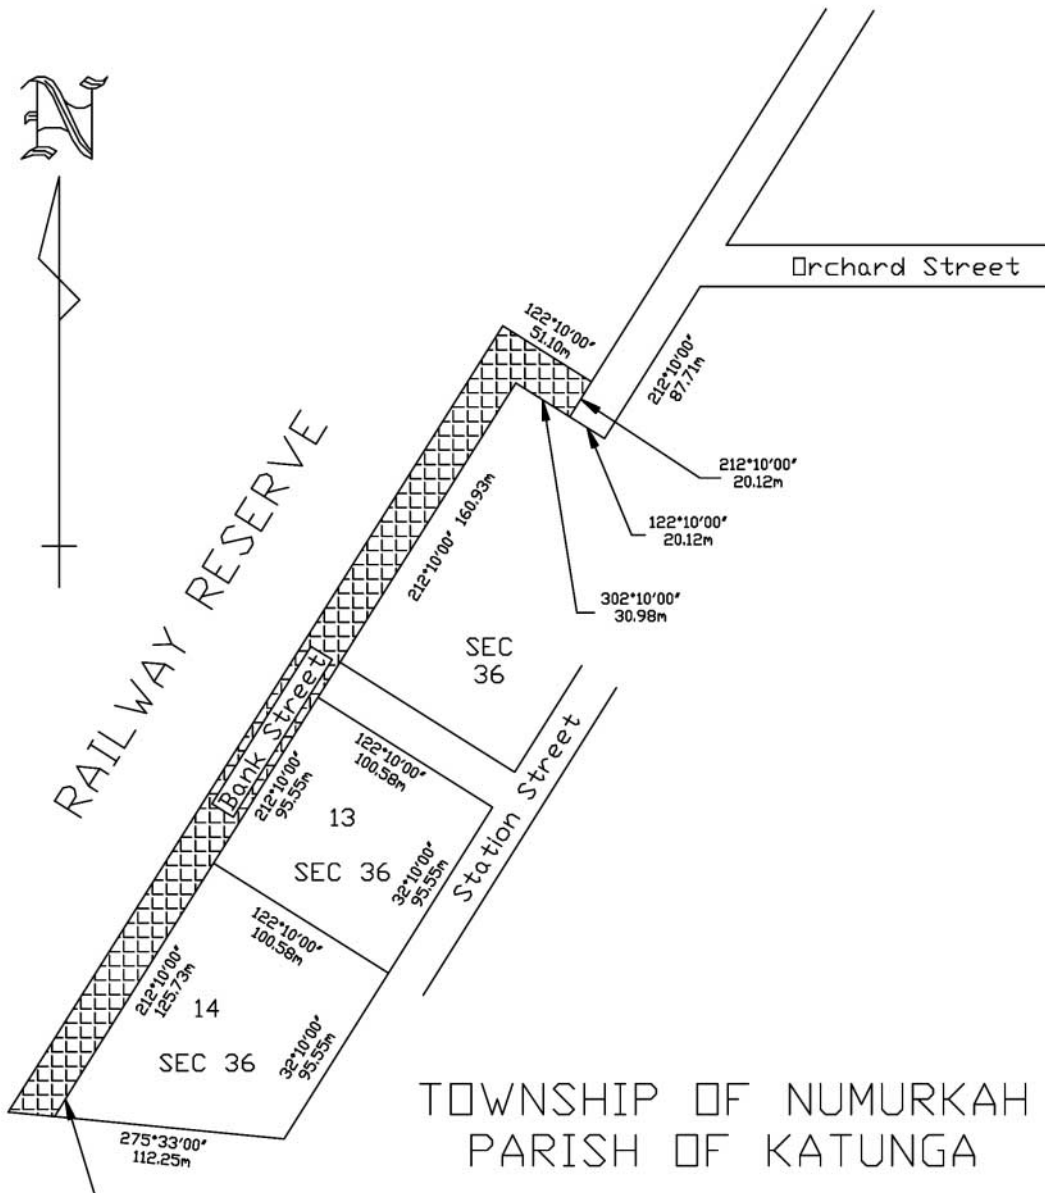 N
Orchard Street
122°10'00"
51.10m
212°10'00"
87.71m
212°10'00"
20.12m
122°10'00"
20.12m
302°10'00"
30.98m
212°10'00" 160.93m
RAILWAY RESERVE
SEC
36
Bank Street
Station Street
122°10'00"
100.58m
212°10'00"
95.55m
13
SEC 36
32°10'00"
95.55m
122°10'00"
100.58m
212°10'00"
125.73m
14
SEC 36
32°10'00"
95.55m
275°33'00"
112.25m
TOWNSHIP OF NUMURKAH
PARISH OF KATUNGA